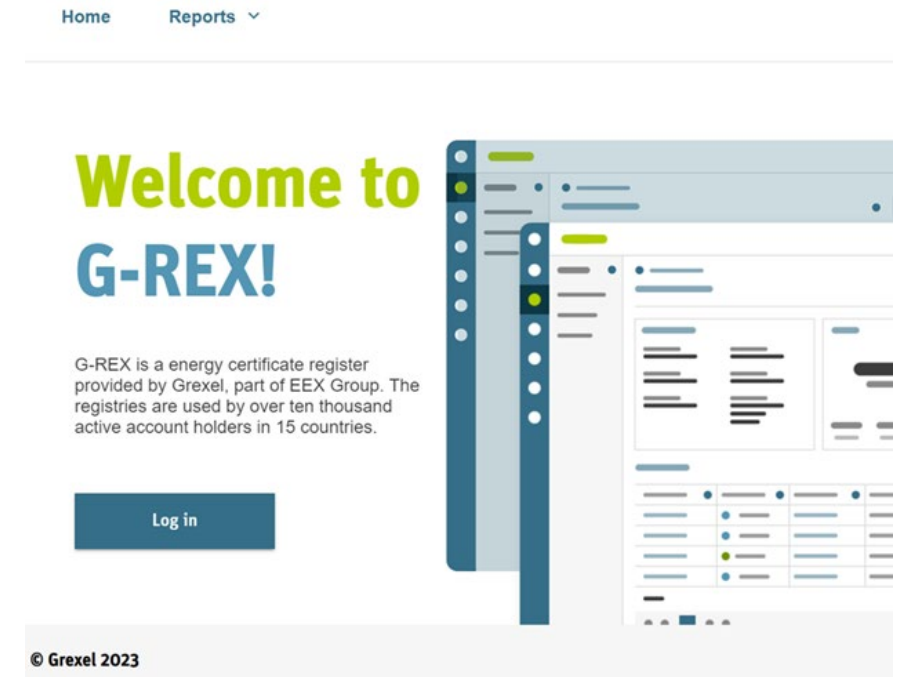 Home Reports
Welcome to
G-REX!
G-REX is a energy certificate register
provided by Grexel, part of EEX Group. The
registries are used by over ten thousand
active account holders in 15 countries.
Log in
© Grexel 2023